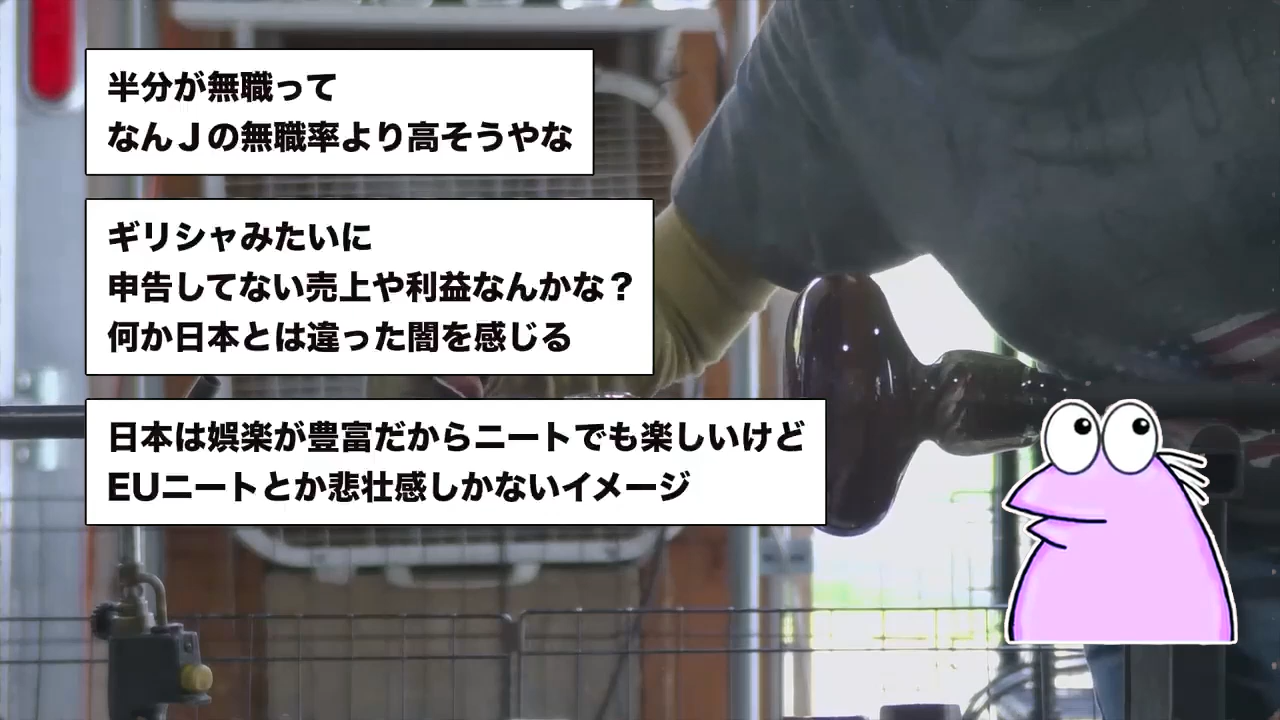 半分が無職って
なんＪの無職率より高そうやな
ギリシャみたいに
申告してない売上や利益なんかな？
何か日本とは違った闇を感じる
日本は娯楽が豊富だからニートでも楽しいけど
EUニートとか悲壮感しかないイメージ